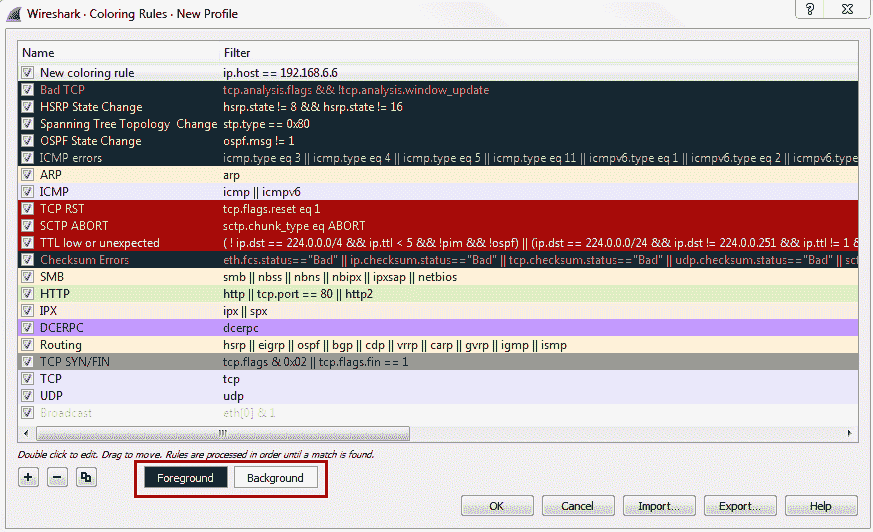 Wireshark · Coloring Rules · New Profile
Name Filter
New coloring rule ip.host == 192.168.6.6
Bad TCP tcp.analysis.flags && !tcp.analysis.window_update
HSRP State Change hsrp.state != 8 && hsrp.state != 16
Spanning Tree Topology Change stp.type == 0x80
OSPF State Change ospf.msg != 1
ICMP errors icmp.type eq 3 || icmp.type eq 4 || icmp.type eq 5 || icmp.type eq 11 || icmpv6.type eq 1 || icmpv6.type eq 2 || icmpv6.type
ARP arp
ICMP icmp || icmpv6
TCP RST tcp.flags.reset eq 1
SCTP ABORT sctp.chunk_type eq ABORT
TTL low or unexpected ( ! ip.dst == 224.0.0.0/4 && ip.ttl < 5 && !pim && !ospf) || (ip.dst == 224.0.0.0/24 && ip.dst != 224.0.0.251 && ip.ttl != 1 &
Checksum Errors eth.fcs.status=="Bad" || ip.checksum.status=="Bad" || tcp.checksum.status=="Bad" || udp.checksum.status=="Bad" || sct
SMB smb || nbss || nbns || nbipx || ipxsap || netbios
HTTP http || tcp.port == 80 || http2
IPX ipx || spx
DCERPC dcerpc
Routing hsrp || eigrp || ospf || bgp || cdp || vrrp || carp || gvrp || igmp || ismp
TCP SYN/FIN tcp.flags & 0x02 || tcp.flags.fin == 1
TCP tcp
UDP udp
Broadcast eth[0] & 1
Double click to edit. Drag to move. Rules are processed in order until a match is found.
Foreground Background
OK Cancel Import... Export... Help